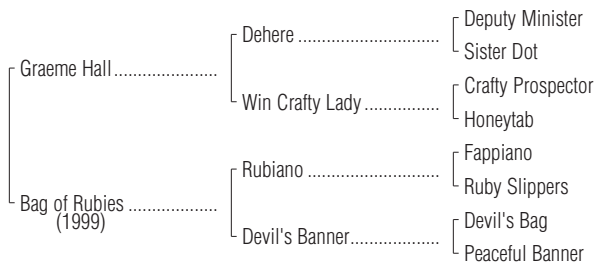 Deputy Minister
Dehere ................................
Sister Dot
Graeme Hall.......................
Crafty Prospector
Win Crafty Lady .................
Honeytab
Fappiano
Rubiano ..............................
Ruby Slippers
Bag of Rubies ....................
(1999)
Devil's Bag
Devil's Banner....................
Peaceful Banner